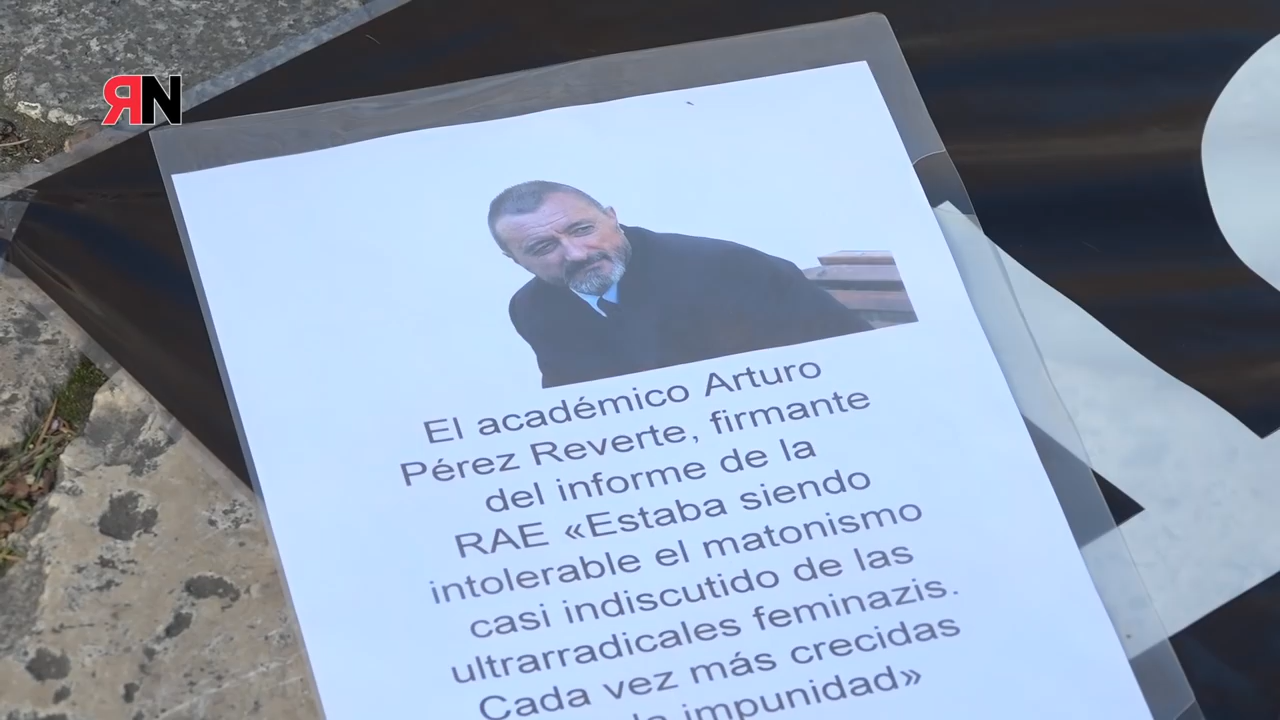 RN
El académico Arturo
Pérez Reverte, firmante
del informe de la
RAE «Estaba siendo
intolerable el matonismo
casi indiscutido de las
ultrarradicales feminazis.
Cada vez más crecidas
impunidad»